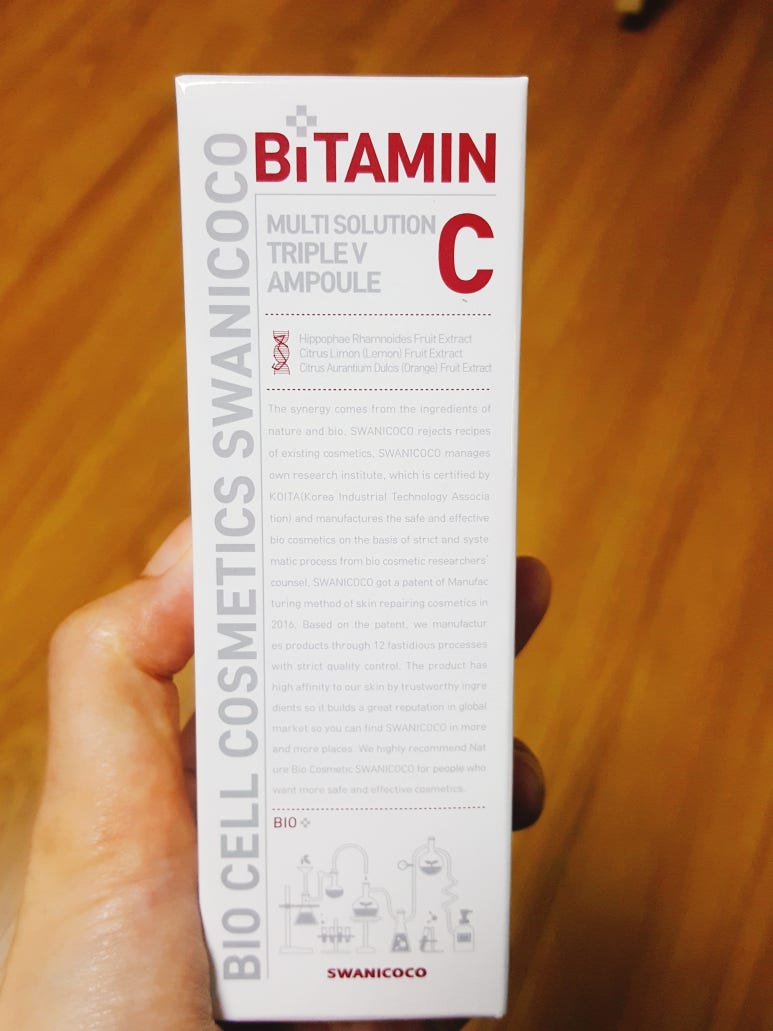 BiTAMIN
MULTI SOLUTION
TRIPLE V
AMPOULE
C
Hippophae Rhamnoides Fruit Extract
Citrus Limon (Lemon) Fruit Extract
Citrus Aurantium Dulcis (Orange) Fruit Extract
The synergy comes from the ingredients of
nature and bio. SWANICOCO rejects recipes
of existing cosmetics. SWANICOCO manages
own research institute, which is certified by
KOITA(Korea Industrial Technology Associa
tion) and manufactures the safe and effective
bio cosmetics on the basis of strict and syste
matic process from bio cosmetic researchers'
counsel. SWANICOCO got a patent of Manufac
turing method of skin repairing cosmetics in
2016. Based on the patent, we manufactur
es products through 12 fastidious processes
with strict quality control. The product has
high affinity to our skin by trustworthy ingre
dients so it builds a great reputation in global
market so you can find SWANICOCO in more
and more places. We highly recommend Nat
ure Bio Cosmetic SWANICOCO for people who
want more safe and effective cosmetics.
BIO
SWANICOCO
BIO CELL COSMETICS SWANICOCO